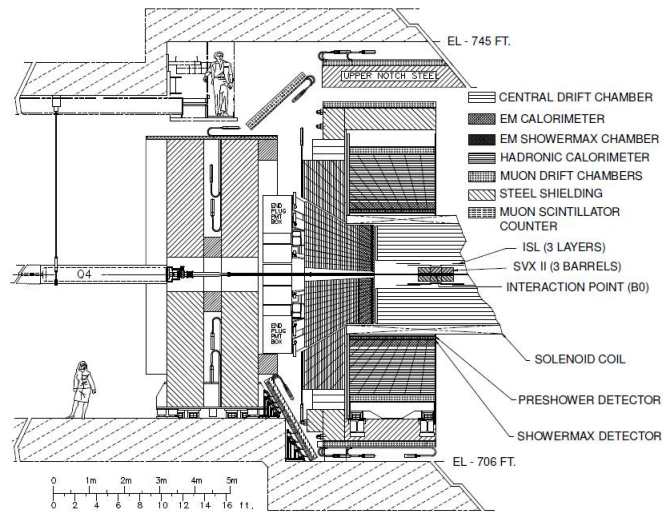 EL - 745 FT.
UPPER NOTCH STEEL
CENTRAL DRIFT CHAMBER
EM CALORIMETER
EM SHOWERMAX CHAMBER
HADRONIC CALORIMETER
MUON DRIFT CHAMBERS
STEEL SHIELDING
MUON SCINTILLATOR
COUNTER
END
PLUG
PMT
BOX
ISL (3 LAYERS)
SVX II (3 BARRELS)
INTERACTION POINT (B0)
Q4
END
PLUG
PMT
BOX
SOLENOID COIL
PRESHOWER DETECTOR
SHOWERMAX DETECTOR
EL - 706 FT.
0 1m 2m 3m 4m 5m
0 2 4 6 8 10 12 14 16 ft,